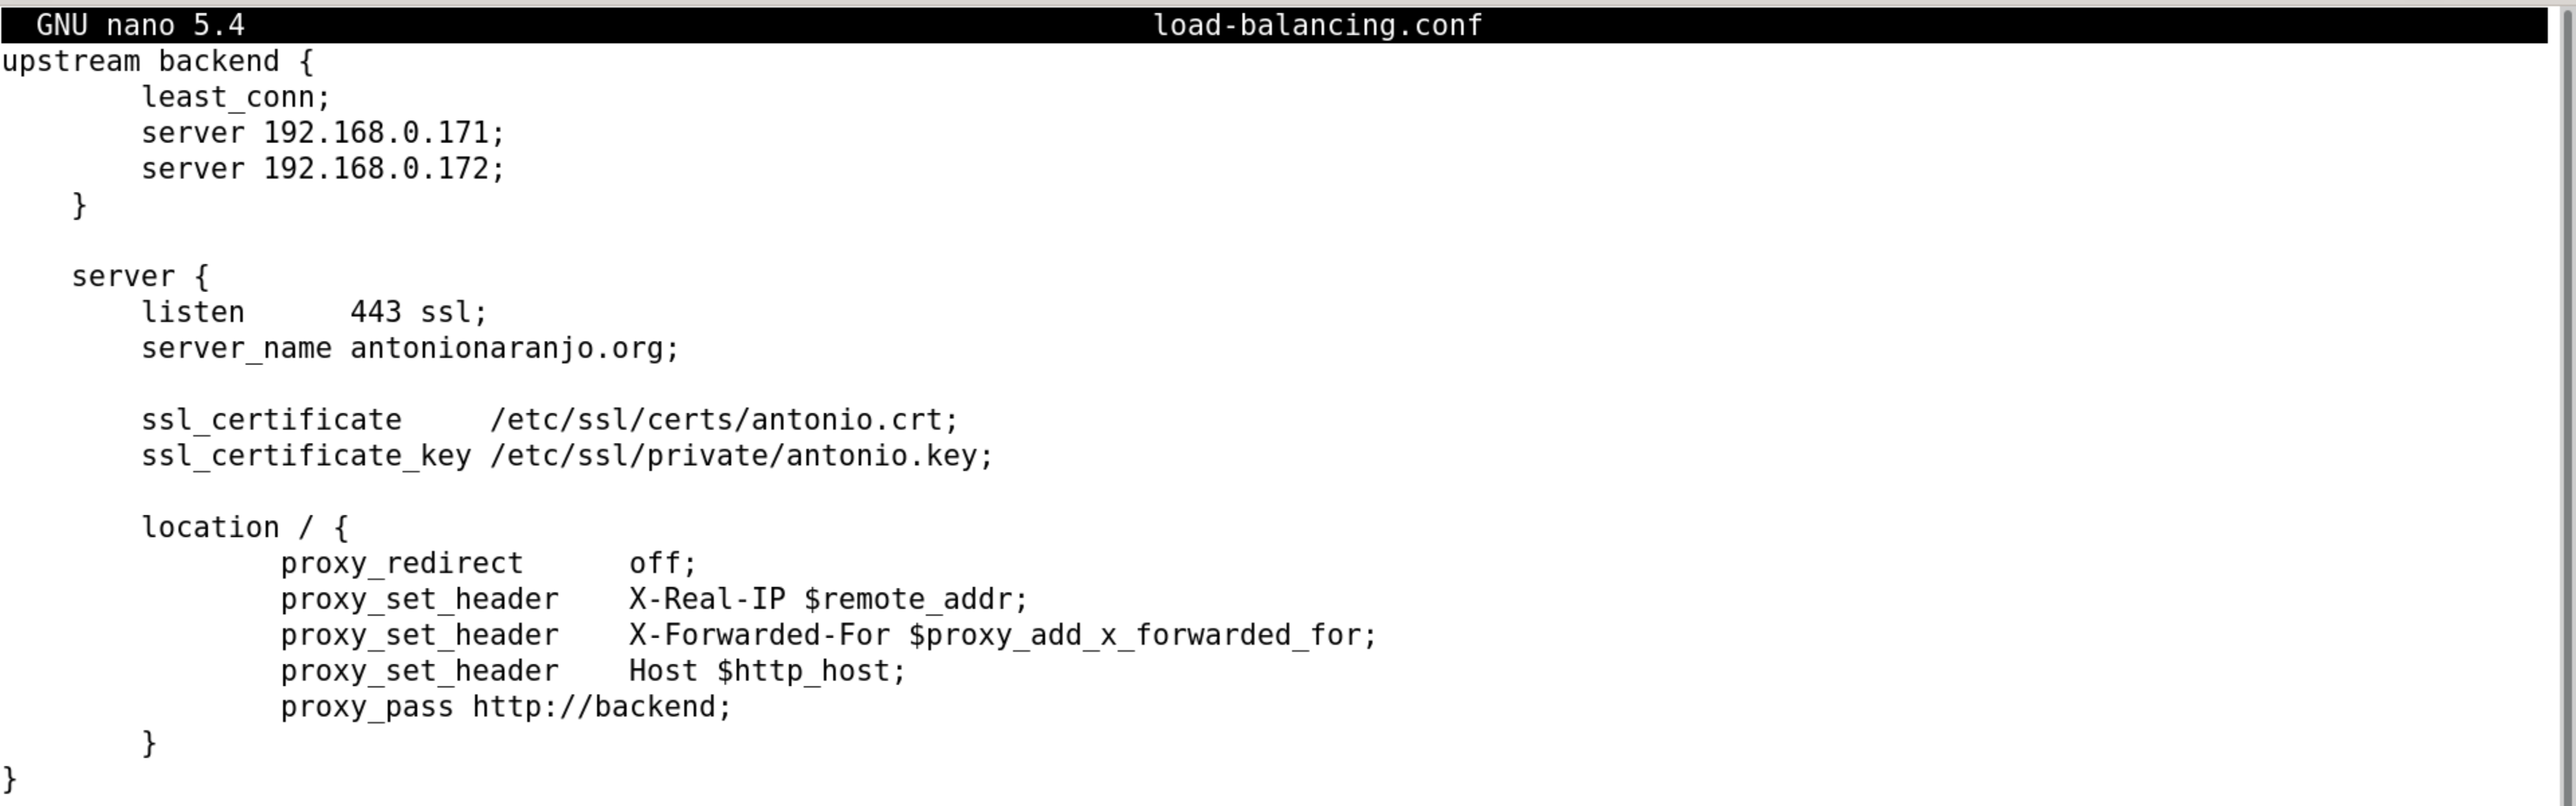 GNU nano 5.4 load-balancing.conf
upstream backend {
least_conn;
server 192.168.0.171;
server 192.168.0.172;
}
server {
listen 443 ssl;
server_name antonionaranjo.org;
ssl_certificate /etc/ssl/certs/antonio.crt;
ssl_certificate_key /etc/ssl/private/antonio.key;
location / {
proxy_redirect off;
proxy_set_header X-Real-IP $remote_addr;
proxy_set_header X-Forwarded-For $proxy_add_x_forwarded_for;
proxy_set_header Host $http_host;
proxy_pass http://backend;
}
}